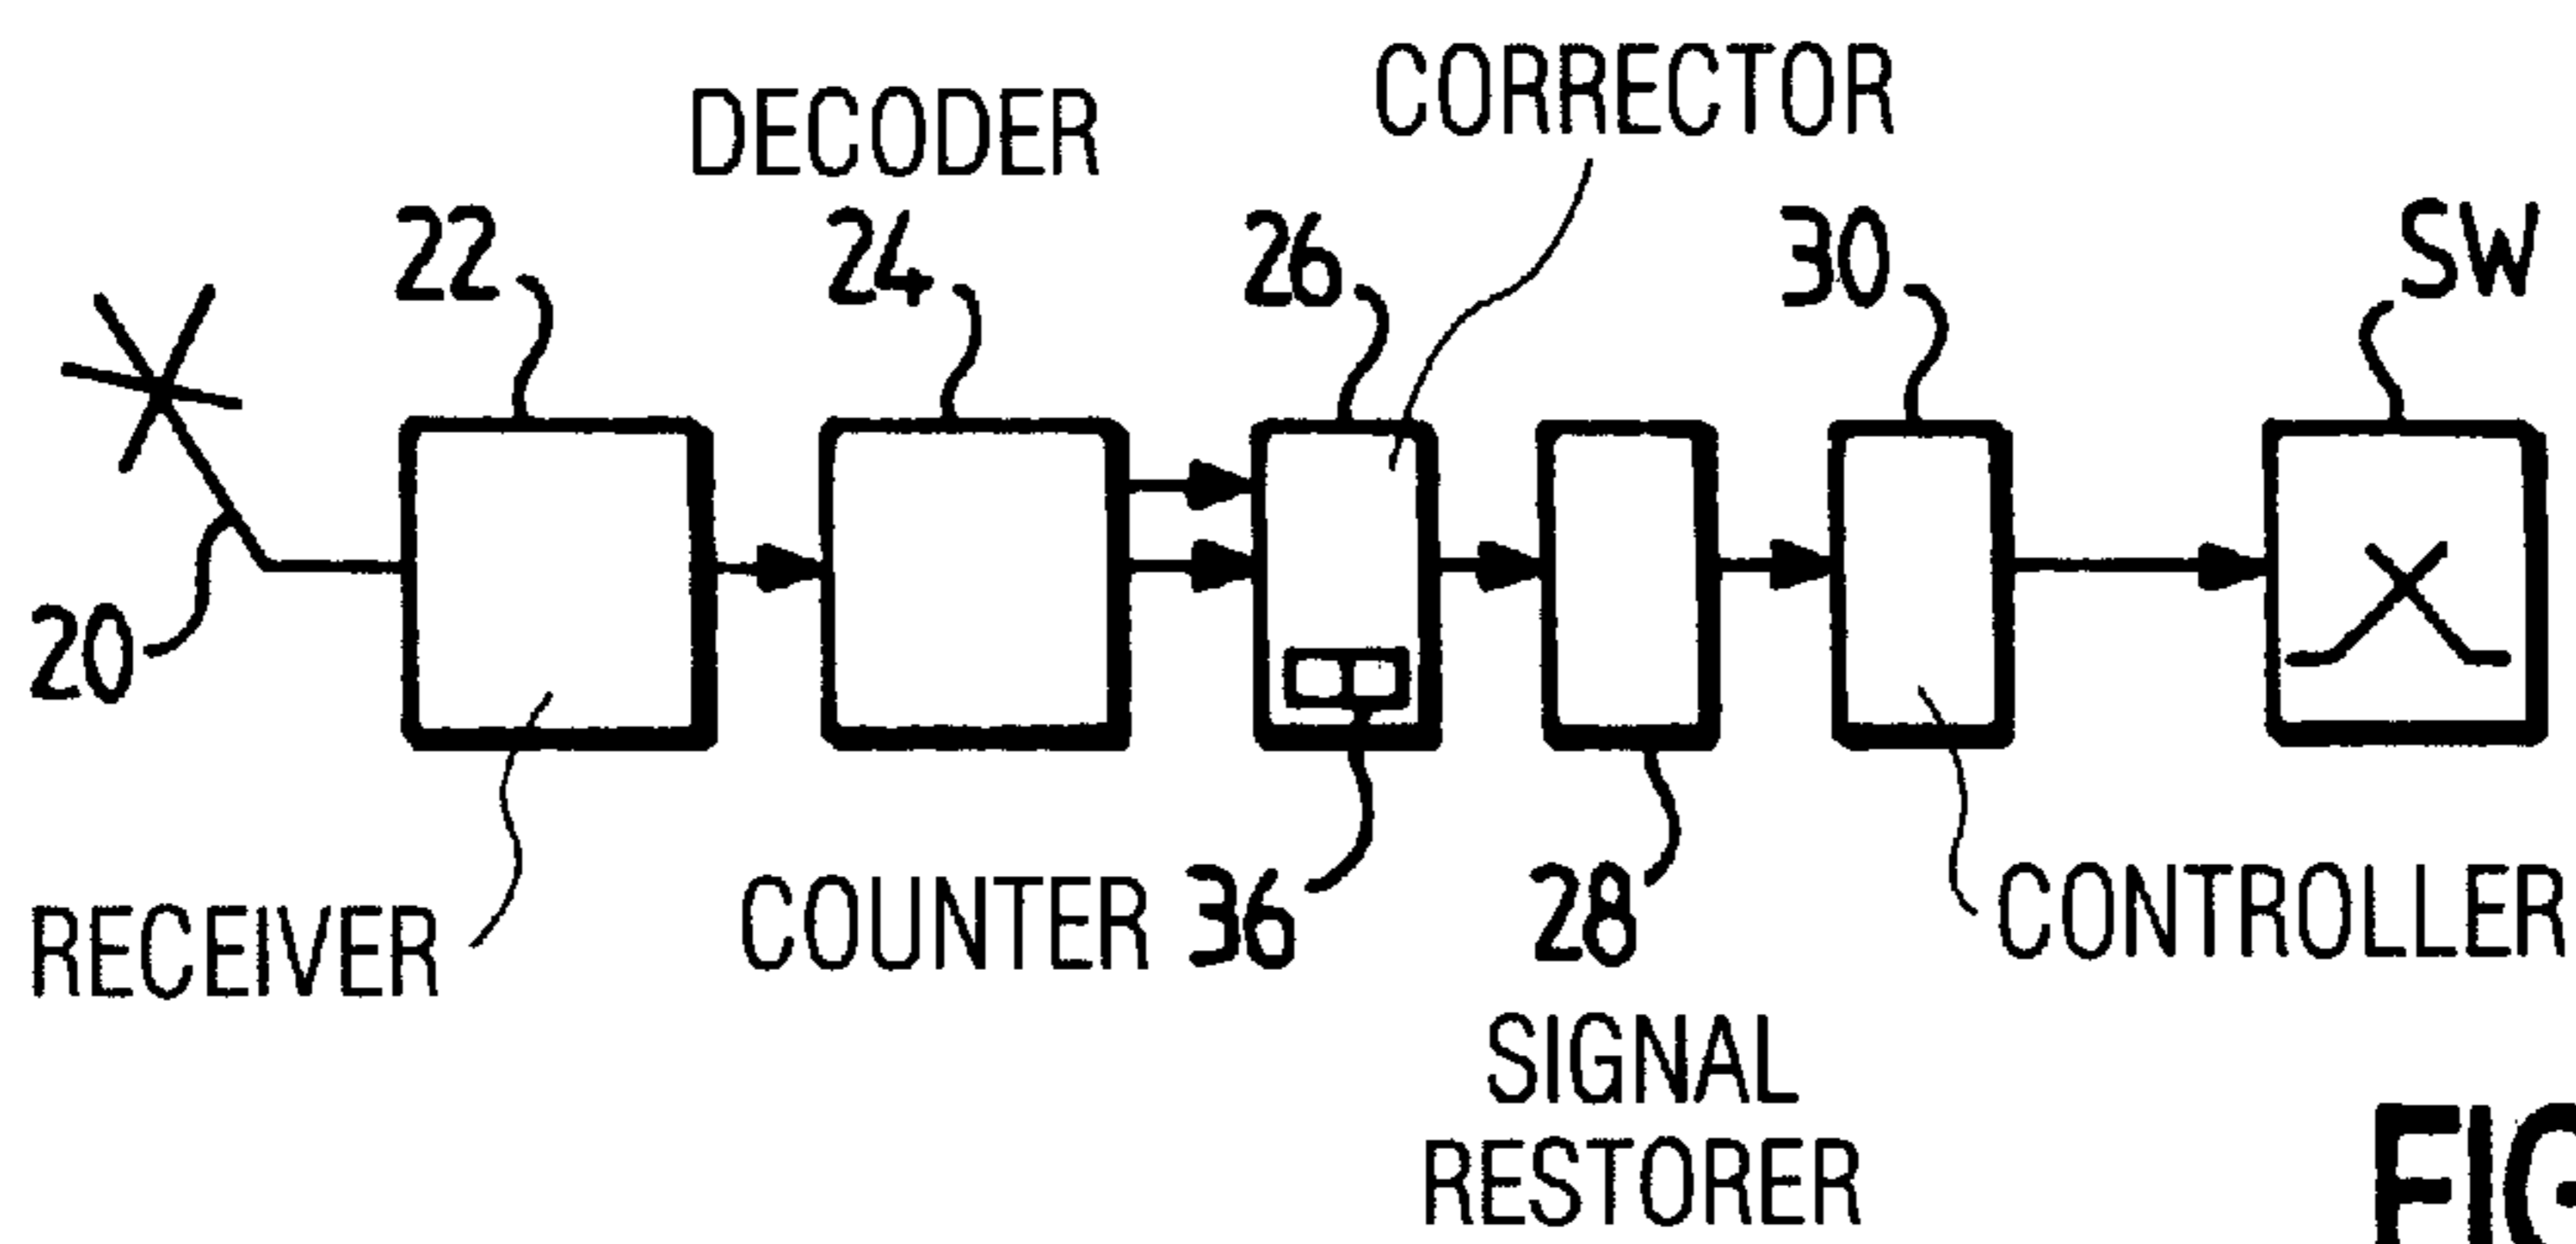 CORRECTOR
DECODER
22
24
26
30
SW
20
RECEIVER
COUNTER 36
28
CONTROLLER
SIGNAL
RESTORER